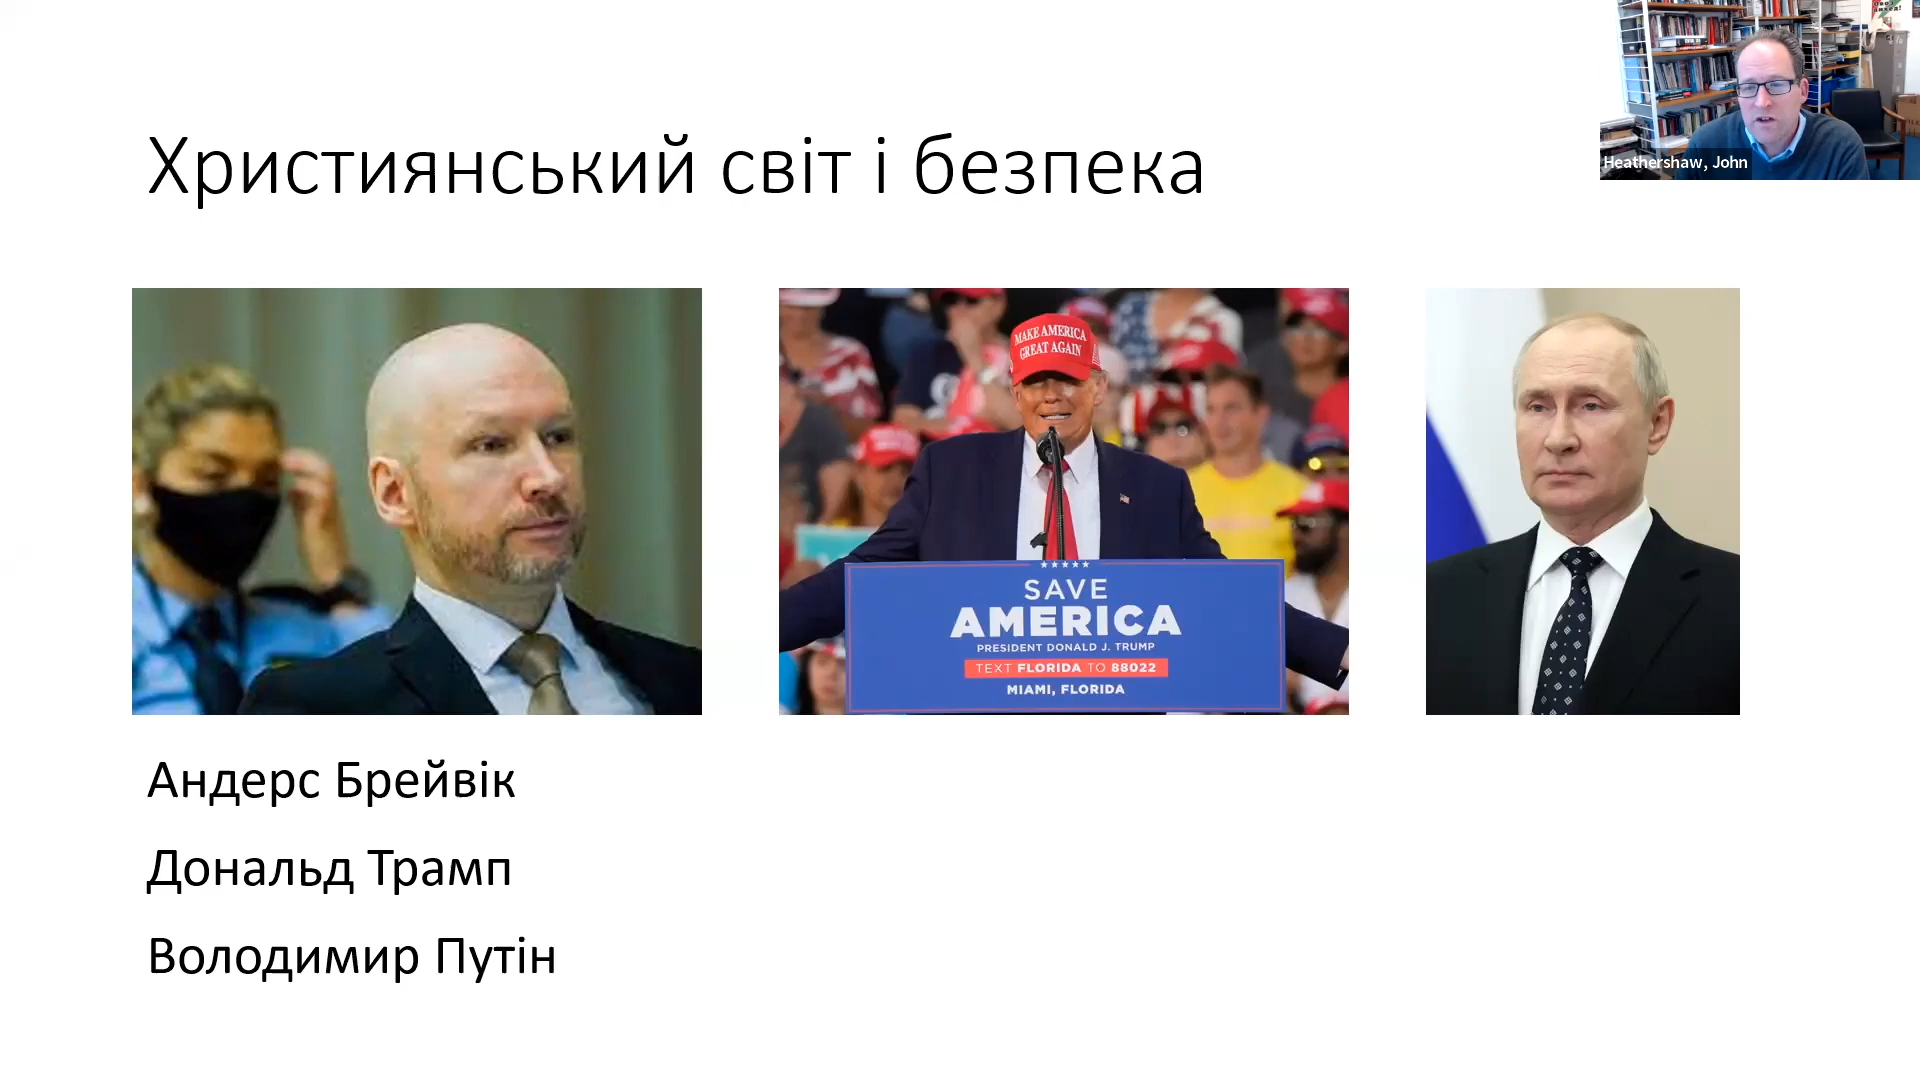 Християнський світ і безпека
Heathershaw, John
MAKE AMERICA
GREAT AGAIN
SAVE
AMERICA
PRESIDENT DONALD J. TRUMP
TEXT FLORIDA TO 88022
MIAMI, FLORIDA
Андерс Брейвік
Дональд Трамп
Володимир Путін